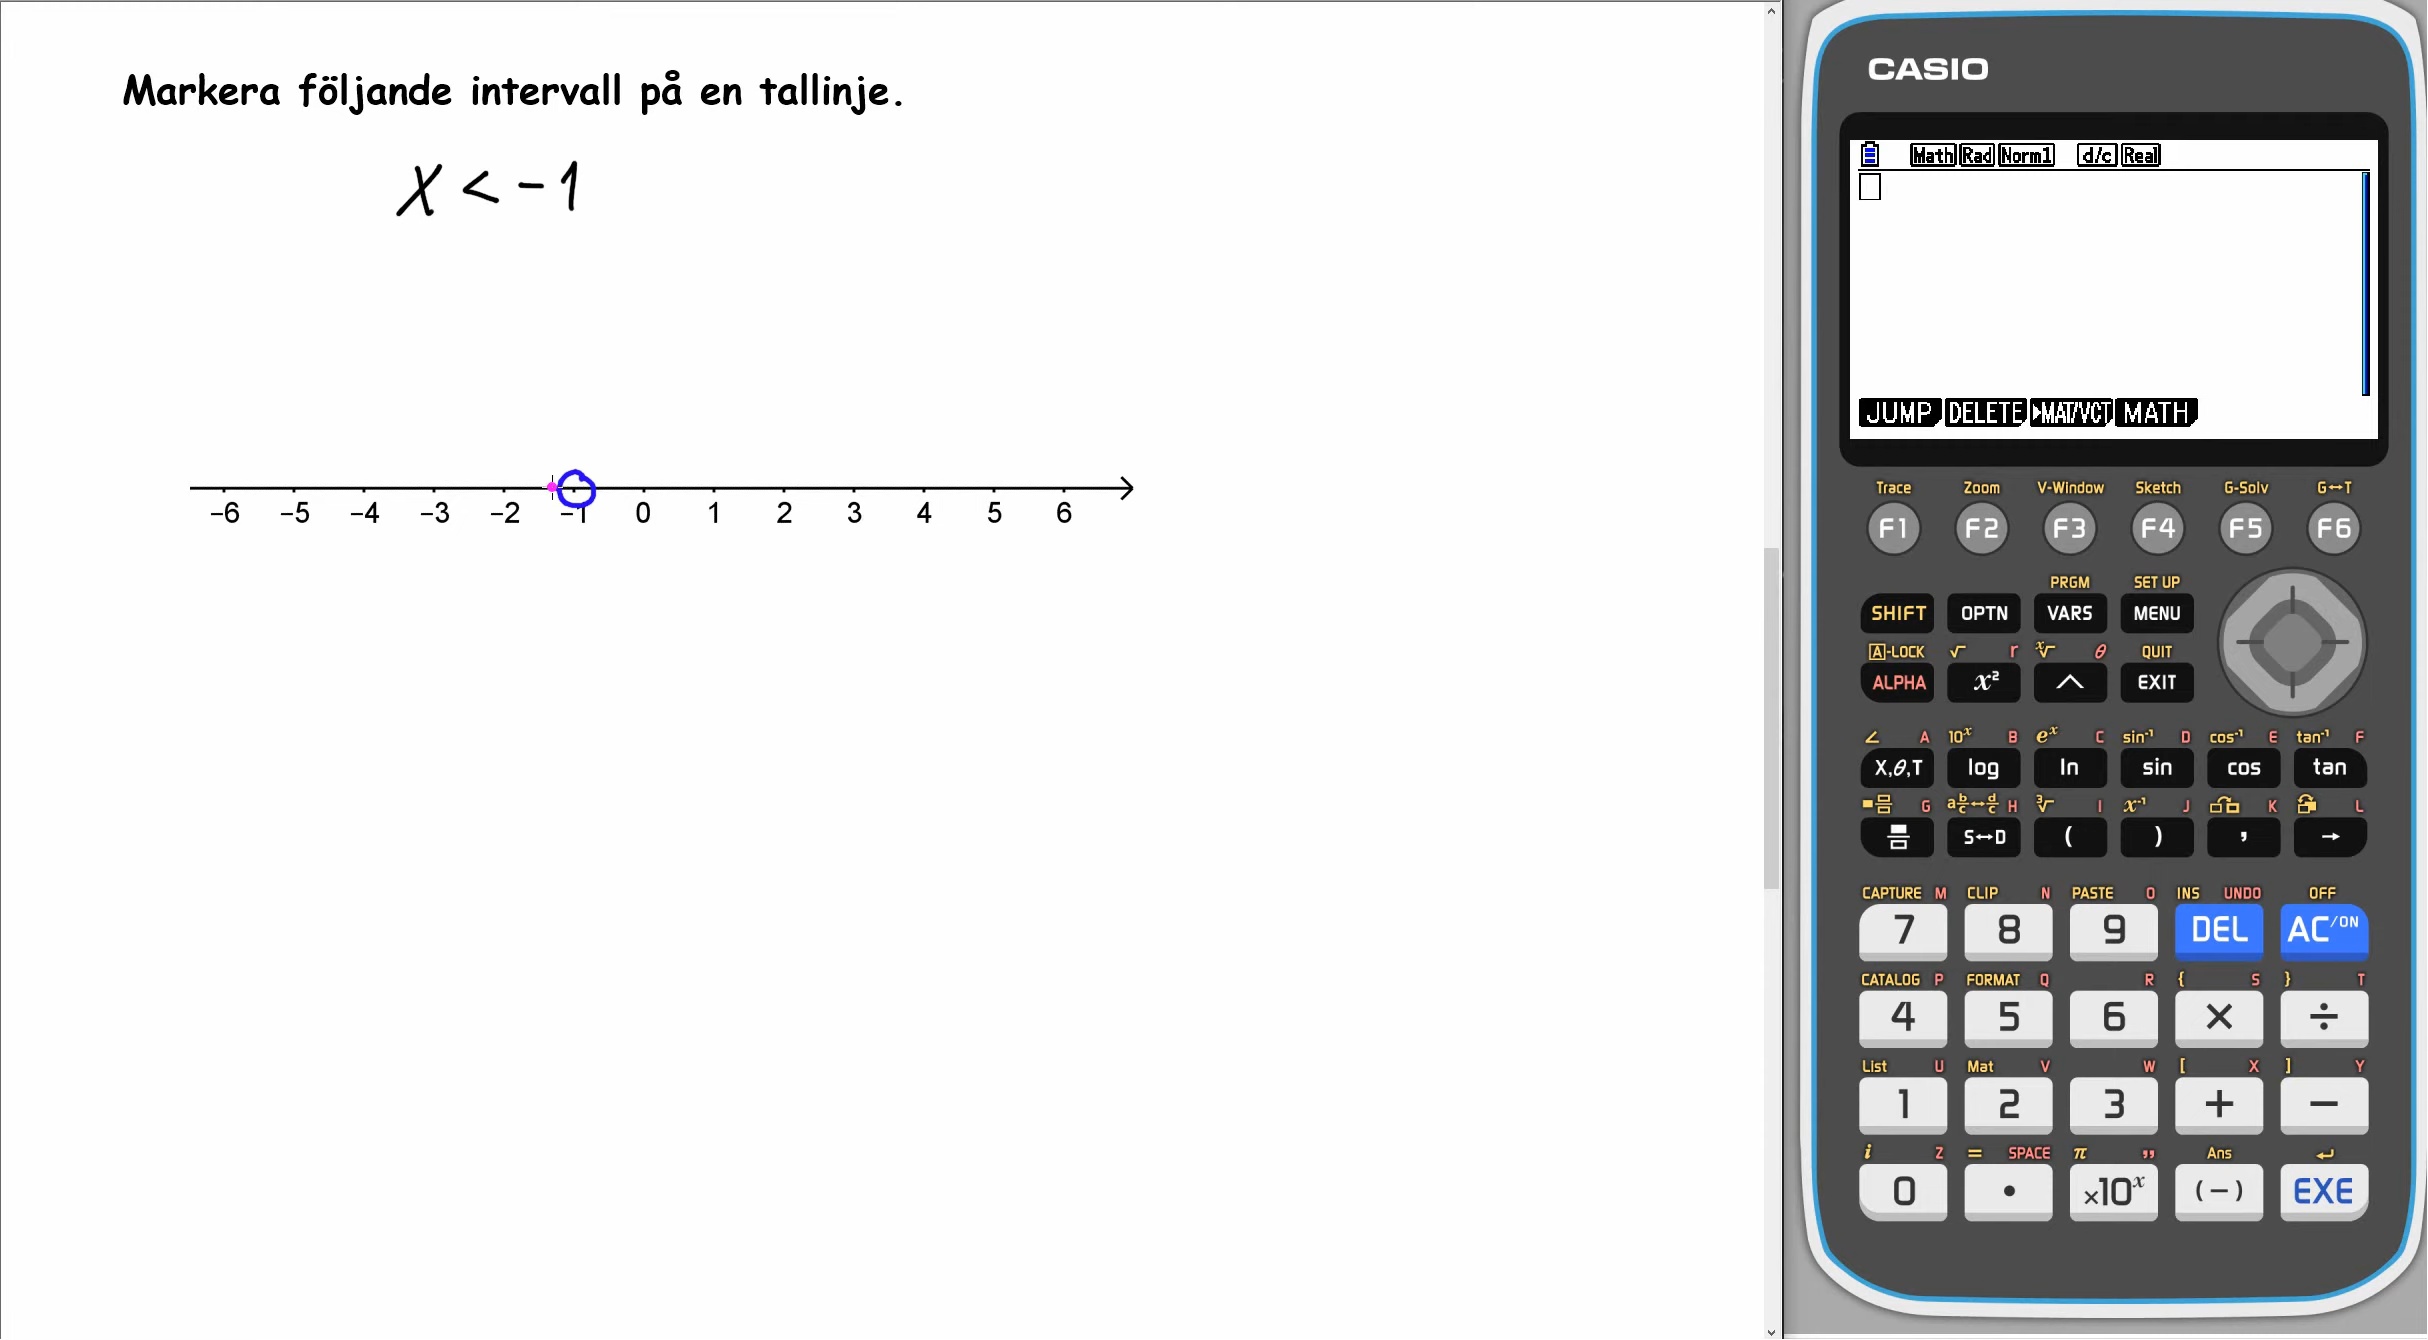 Markera följande intervall på en tallinje.
x < -1
-6 -5 -4 -3 -2 -1 0 1 2 3 4 5 6
CASIO
Math Rad Norm1 d/c Real
JUMP DELETE ▶MAT/VCT MATH
Trace Zoom V-Window Sketch G-Solv G↔T
F1 F2 F3 F4 F5 F6
PRGM SET UP
SHIFT OPTN VARS MENU
A-LOCK √ r ˣ√ θ QUIT
ALPHA x² ^ EXIT
∠ A 10ˣ B eˣ C sin⁻¹ D cos⁻¹ E tan⁻¹ F
X,θ,T log ln sin cos tan
G a b/c ↔ d/c H ³√ I x⁻¹ J K L
S↔D ( ) , →
CAPTURE M CLIP N PASTE O INS UNDO OFF
7 8 9 DEL AC/ON
CATALOG P FORMAT Q R { S } T
4 5 6 × ÷
List U Mat V W [ X ] Y
1 2 3 + −
i Z = SPACE π " Ans ↵
0 • ×10ˣ (−) EXE